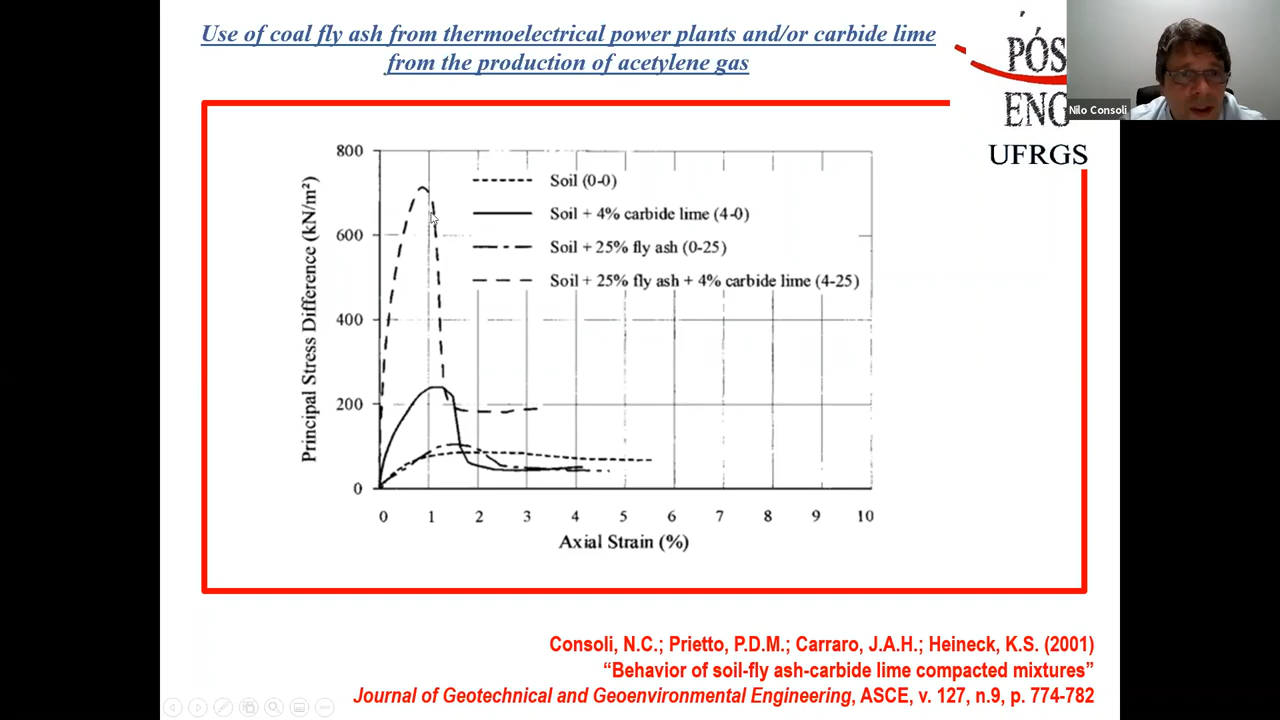 Use of coal fly ash from thermoelectrical power plants and/or carbide lime
from the production of acetylene gas
PÓS
ENG
UFRGS
Nilo Consoli
800
600
400
200
0
Principal Stress Difference (kN/m²)
Soil (0-0)
Soil + 4% carbide lime (4-0)
Soil + 25% fly ash (0-25)
Soil + 25% fly ash + 4% carbide lime (4-25)
0 1 2 3 4 5 6 7 8 9 10
Axial Strain (%)
Consoli, N.C.; Prietto, P.D.M.; Carraro, J.A.H.; Heineck, K.S. (2001)
“Behavior of soil-fly ash-carbide lime compacted mixtures”
Journal of Geotechnical and Geoenvironmental Engineering, ASCE, v. 127, n.9, p. 774-782